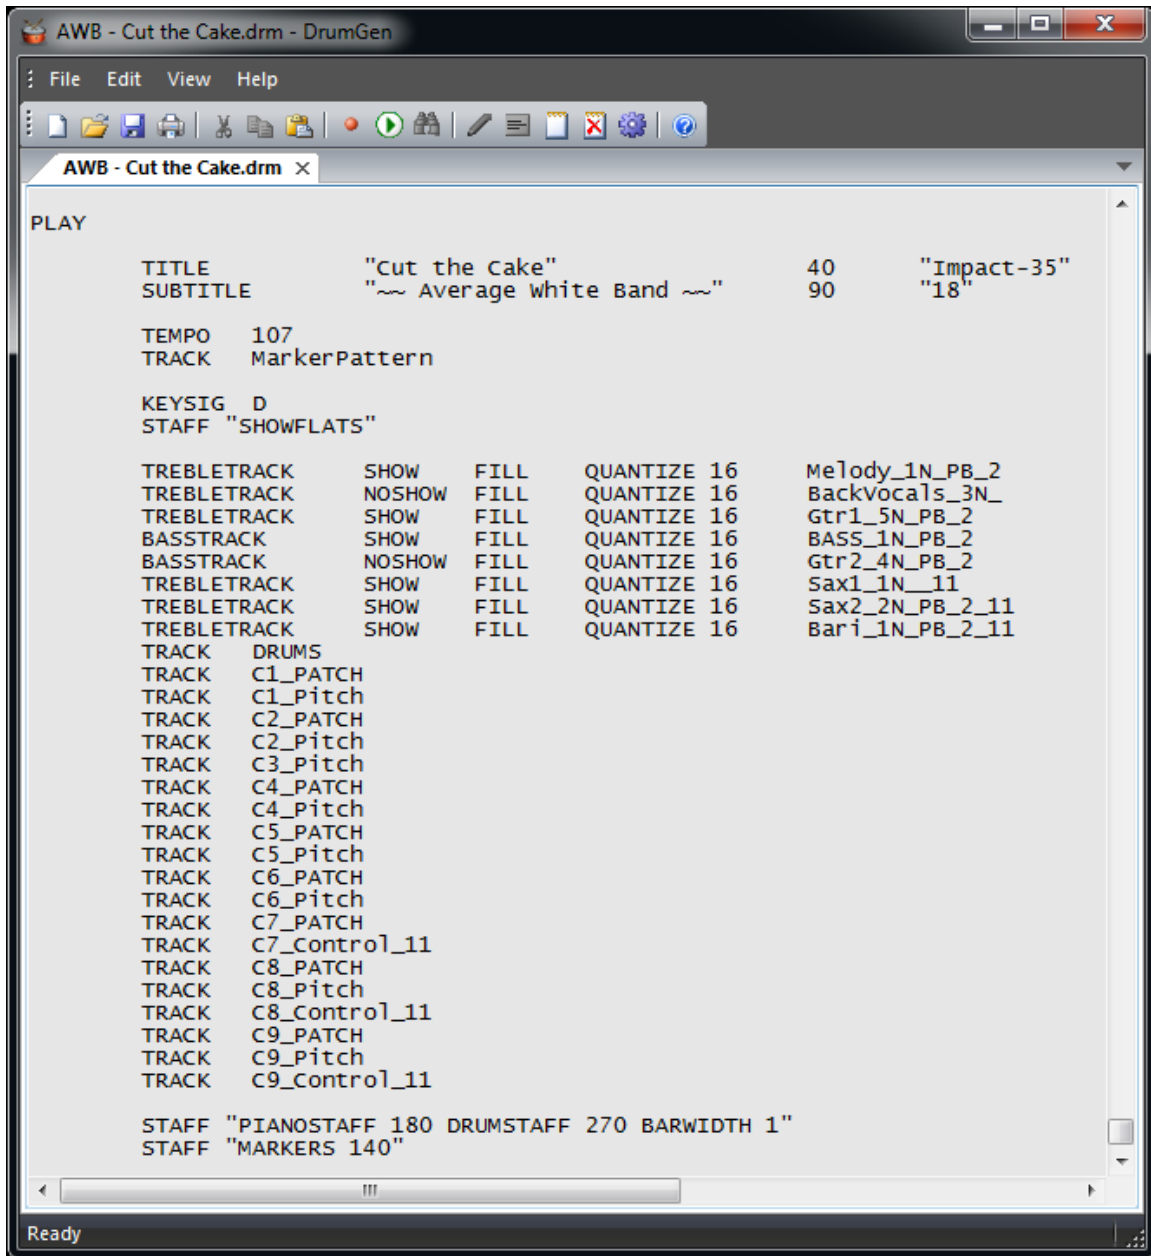 AWB - Cut the Cake.drm - DrumGen
File Edit View Help
AWB - Cut the Cake.drm
PLAY
TITLE "Cut the Cake" 40 "Impact-35"
SUBTITLE "~~ Average White Band ~~" 90 "18"
TEMPO 107
TRACK MarkerPattern
KEYSIG D
STAFF "SHOWFLATS"
TREBLETRACK SHOW FILL QUANTIZE 16 Melody_1N_PB_2
TREBLETRACK NOSHOW FILL QUANTIZE 16 BackVocals_3N_
TREBLETRACK SHOW FILL QUANTIZE 16 Gtr1_5N_PB_2
BASSTRACK SHOW FILL QUANTIZE 16 BASS_1N_PB_2
BASSTRACK NOSHOW FILL QUANTIZE 16 Gtr2_4N_PB_2
TREBLETRACK SHOW FILL QUANTIZE 16 Sax1_1N__11
TREBLETRACK SHOW FILL QUANTIZE 16 Sax2_2N_PB_2_11
TREBLETRACK SHOW FILL QUANTIZE 16 Bari_1N_PB_2_11
TRACK DRUMS
TRACK C1_PATCH
TRACK C1_Pitch
TRACK C2_PATCH
TRACK C2_Pitch
TRACK C3_Pitch
TRACK C4_PATCH
TRACK C4_Pitch
TRACK C5_PATCH
TRACK C5_Pitch
TRACK C6_PATCH
TRACK C6_Pitch
TRACK C7_PATCH
TRACK C7_Control_11
TRACK C8_PATCH
TRACK C8_Pitch
TRACK C8_Control_11
TRACK C9_PATCH
TRACK C9_Pitch
TRACK C9_Control_11
STAFF "PIANOSTAFF 180 DRUMSTAFF 270 BARWIDTH 1"
STAFF "MARKERS 140"
Ready